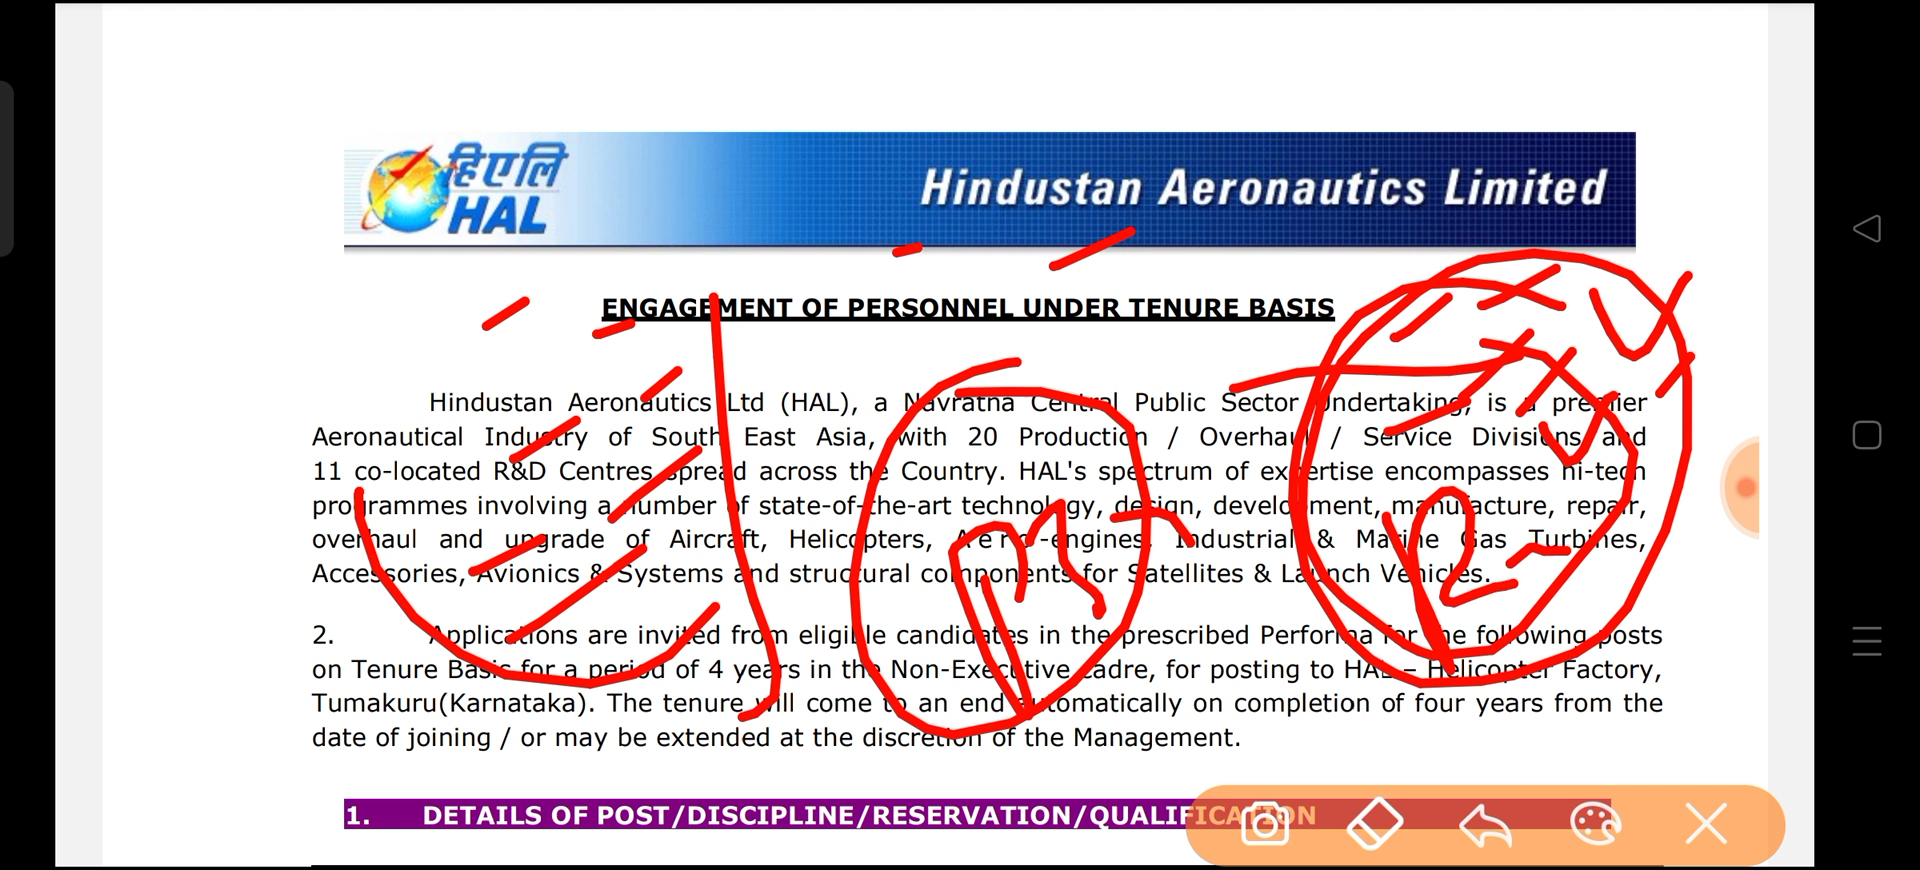 हिएलि
HAL
Hindustan Aeronautics Limited
ENGAGEMENT OF PERSONNEL UNDER TENURE BASIS
Hindustan Aeronautics Ltd (HAL), a Navratna Central Public Sector Undertaking, is a premier
Aeronautical Industry of South East Asia, with 20 Production / Overhaul / Service Divisions and
11 co-located R&D Centres spread across the Country. HAL's spectrum of expertise encompasses hi-tech
programmes involving a number of state-of-the-art technology, design, development, manufacture, repair,
overhaul and upgrade of Aircraft, Helicopters, Aero-engines, Industrial & Marine Gas Turbines,
Accessories, Avionics & Systems and structural components for Satellites & Launch Vehicles.
2. Applications are invited from eligible candidates in the prescribed Performa for the following posts
on Tenure Basis for a period of 4 years in the Non-Executive cadre, for posting to HAL – Helicopter Factory,
Tumakuru(Karnataka). The tenure will come to an end automatically on completion of four years from the
date of joining / or may be extended at the discretion of the Management.
1. DETAILS OF POST/DISCIPLINE/RESERVATION/QUALIFICATION